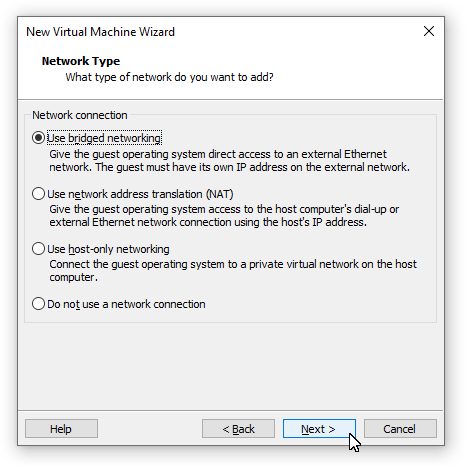 New Virtual Machine Wizard
Network Type
What type of network do you want to add?
Network connection
Use bridged networking
Give the guest operating system direct access to an external Ethernet
network. The guest must have its own IP address on the external network.
Use network address translation (NAT)
Give the guest operating system access to the host computer's dial-up or
external Ethernet network connection using the host's IP address.
Use host-only networking
Connect the guest operating system to a private virtual network on the host
computer.
Do not use a network connection
Help
< Back
Next >
Cancel